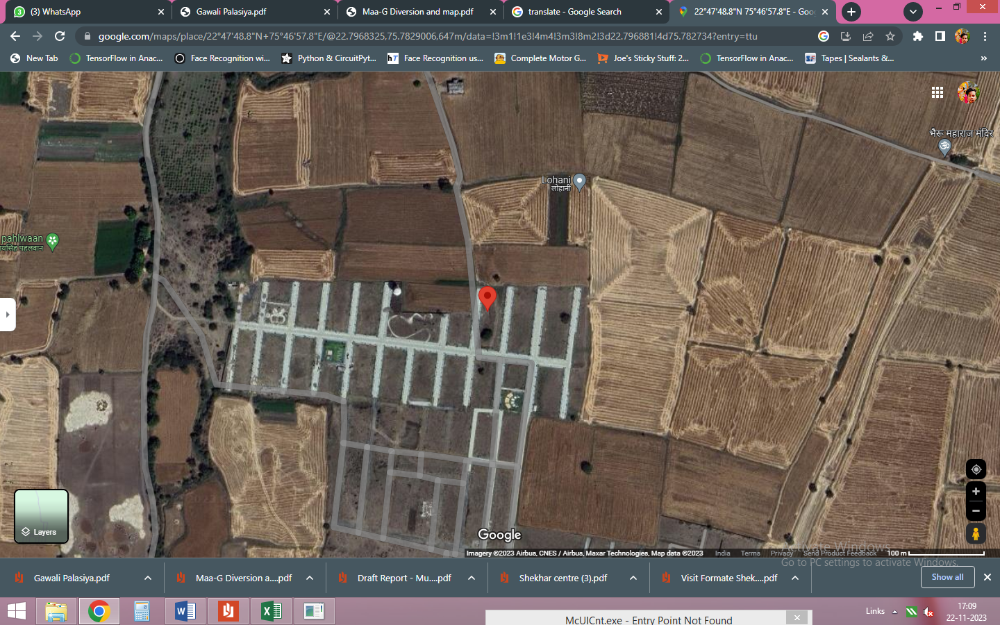 3
(3) WhatsApp
Gawali Palasiya.pdf
Maa-G Diversion and map.pdf
translate - Google Search
22°47'48.8"N 75°46'57.8"E - Goo
google.com/maps/place/22°47'48.8"N+75°46'57.8"E/@22.7968325,75.7829006,647m/data=!3m1!1e3!4m4!3m3!8m2!3d22.796881!4d75.782734?entry=ttu
New Tab
TensorFlow in Anac...
Face Recognition wi...
Python & CircuitPyt...
hT
Face Recognition us...
Complete Motor G...
Joe's Sticky Stuff: 2...
TensorFlow in Anac...
Tapes | Sealants &...
»
भैरू महाराज मंदिर
Lohani
लोहानी
pahlwaan
पहलवान
Layers
Google
Imagery ©2023 Airbus, CNES / Airbus, Maxar Technologies, Map data ©2023
India
Terms
Privacy
Send Product Feedback
100 m
Activate Windows
Go to PC settings to activate Windows.
Gawali Palasiya.pdf
Maa-G Diversion a....pdf
Draft Report - Mu....pdf
Shekhar centre (3).pdf
Visit Formate Shek....pdf
Show all
Links
17:09
22-11-2023
McUICnt.exe - Entry Point Not Found